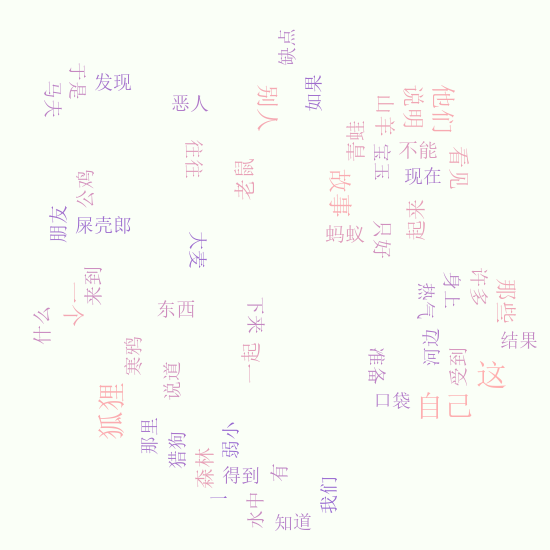 缺点
于是
发现
马夫
恶人
别人
如果
山羊
说明
他们
蜻青
宝玉
不能
看见
往往
老鼠
现在
公鸡
故事
朋友
屎壳郎
蚂蚁
只好
起来
大麦
来到
一个
什么
东西
下来
热气
身上
许多
那些
寒鸦
一起
河边
结果
说道
准备
受到
这
狐狸
口袋
自己
那里
猎狗
弱小
森林
得到
有
一
水中
知道
我们